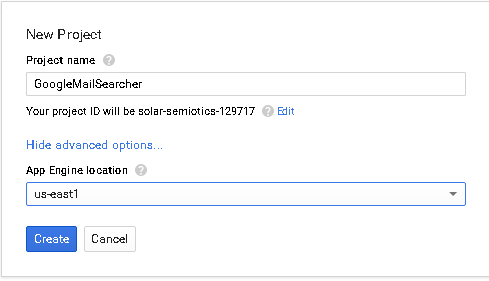 New Project
Project name ?
GoogleMailSearcher
Your project ID will be solar-semiotics-129717 ? Edit
Hide advanced options...
App Engine location ?
us-east1
Create Cancel